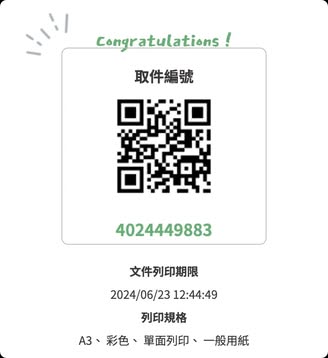 Congratulations !
取件編號
4024449883
文件列印期限
2024/06/23 12:44:49
列印規格
A3、 彩色、 單面列印、 一般用紙